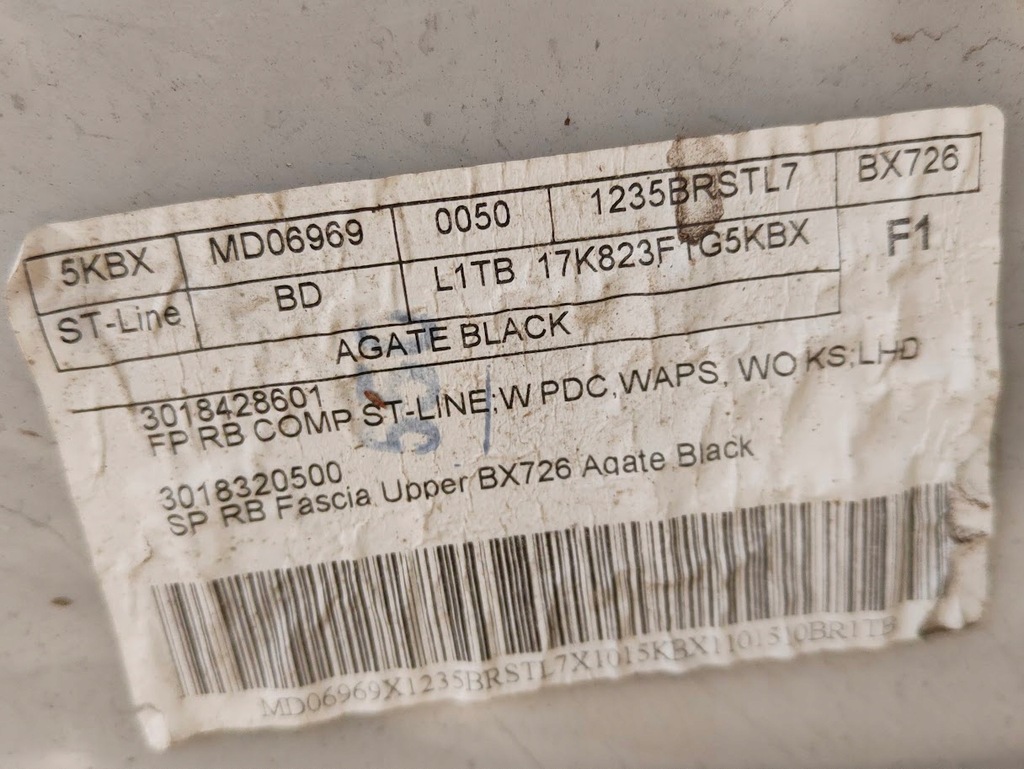 5KBX MD06969 0050 1235BRSTL7 BX726
ST-Line BD L1TB 17K823F1G5KBX F1
AGATE BLACK
3018428601
FP RB COMP ST-LINE;W PDC,WAPS, WO KS;LHD
3018320500
SP RB Fascia Upper BX726 Agate Black
MD06969X1235BRSTL7X1015KBX1101510BR1TB